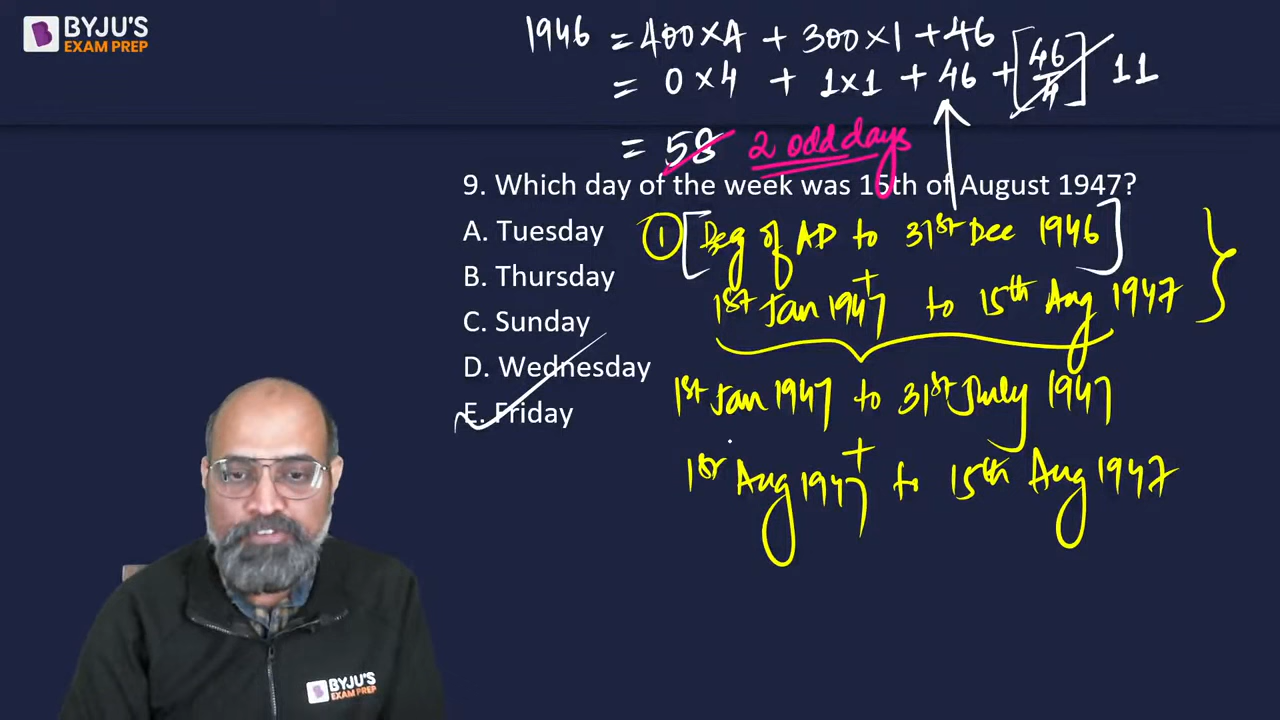 BYJU'S
EXAM PREP
1946 = 400×4 + 300×1 + 46
= 0×4 + 1×1 + 46 + [46/4] 11
= 58 2 odd days
9. Which day of the week was 15th of August 1947?
A. Tuesday
B. Thursday
C. Sunday
D. Wednesday
E. Friday
① [Beg of AD to 31st Dec 1946]
+
1st Jan 1947 to 15th Aug 1947
1st Jan 1947 to 31st July 1947
+
1st Aug 1947 to 15th Aug 1947
BYJU'S
EXAM PREP